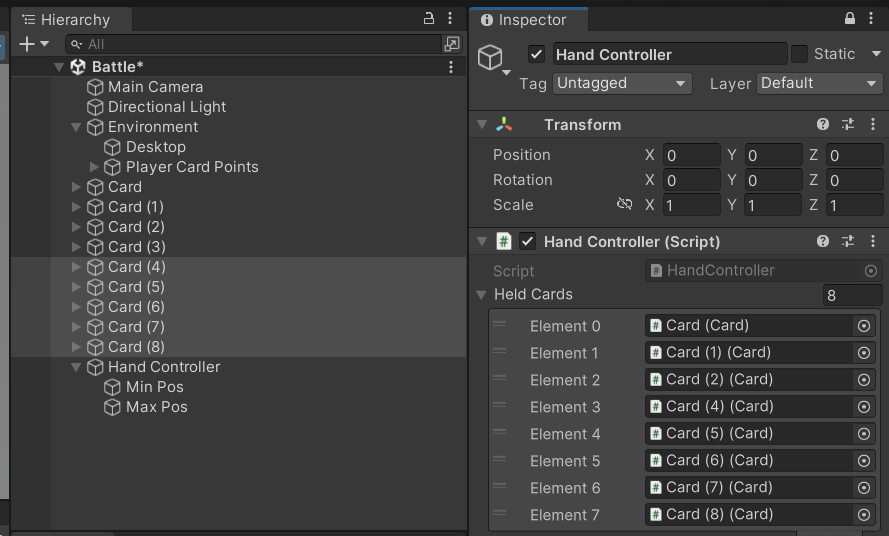 Hierarchy
All
Battle*
Main Camera
Directional Light
Environment
Desktop
Player Card Points
Card
Card (1)
Card (2)
Card (3)
Card (4)
Card (5)
Card (6)
Card (7)
Card (8)
Hand Controller
Min Pos
Max Pos
Inspector
Hand Controller Static
Tag Untagged Layer Default
Transform
Position X 0 Y 0 Z 0
Rotation X 0 Y 0 Z 0
Scale X 1 Y 1 Z 1
# Hand Controller (Script)
Script # HandController
Held Cards 8
Element 0 # Card (Card)
Element 1 # Card (1) (Card)
Element 2 # Card (2) (Card)
Element 3 # Card (4) (Card)
Element 4 # Card (5) (Card)
Element 5 # Card (6) (Card)
Element 6 # Card (7) (Card)
Element 7 # Card (8) (Card)